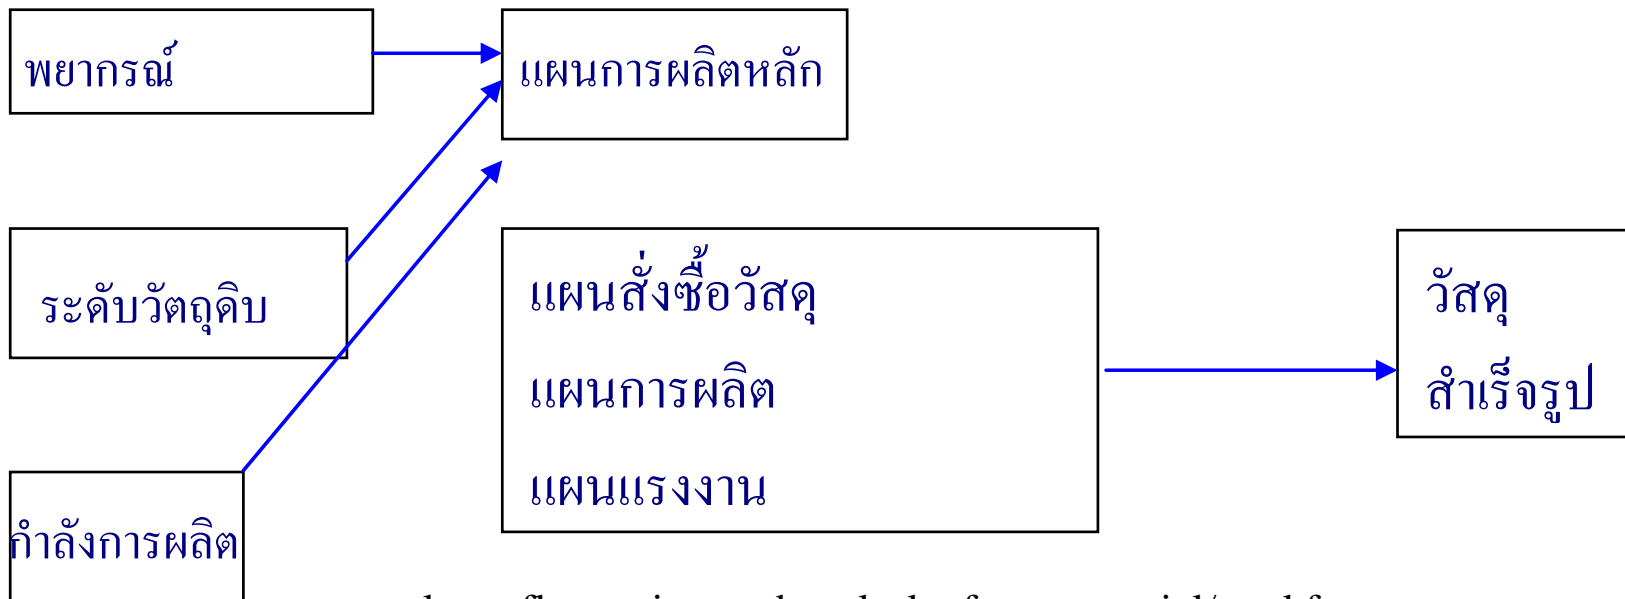 พยากรณ์
แผนการผลิตหลัก
ระดับวัตถุดิบ
แผนสั่งซื้อวัสดุ
แผนการผลิต
แผนแรงงาน
วัสดุ
สำเร็จรูป
กำลังการผลิต